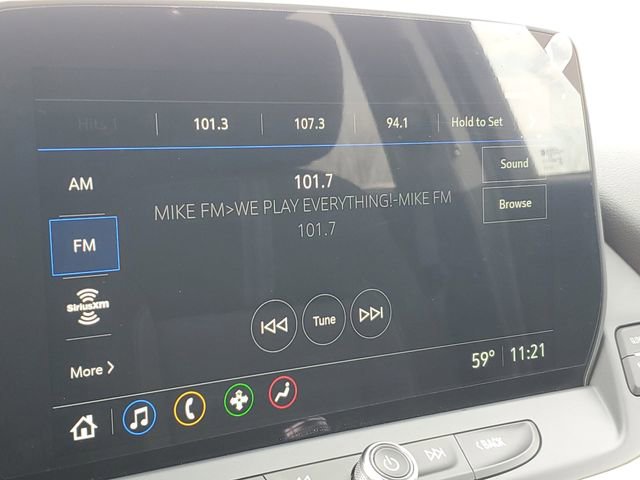 Hits 1 101.3 107.3 94.1 Hold to Set
AM
101.7
Sound
MIKE FM>WE PLAY EVERYTHING!-MIKE FM
101.7
Browse
FM
SiriusXM
Tune
More >
59° 11:21
BACK